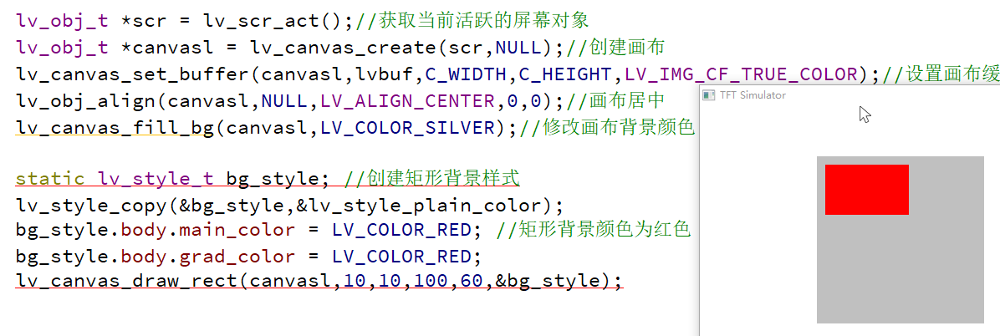 lv_obj_t *scr = lv_scr_act();//获取当前活跃的屏幕对象
lv_obj_t *canvasl = lv_canvas_create(scr,NULL);//创建画布
lv_canvas_set_buffer(canvasl,lvbuf,C_WIDTH,C_HEIGHT,LV_IMG_CF_TRUE_COLOR);//设置画布缓
lv_obj_align(canvasl,NULL,LV_ALIGN_CENTER,0,0);//画布居中
TFT Simulator
lv_canvas_fill_bg(canvasl,LV_COLOR_SILVER);//修改画布背景颜色
static lv_style_t bg_style; //创建矩形背景样式
lv_style_copy(&bg_style,&lv_style_plain_color);
bg_style.body.main_color = LV_COLOR_RED; //矩形背景颜色为红色
bg_style.body.grad_color = LV_COLOR_RED;
lv_canvas_draw_rect(canvasl,10,10,100,60,&bg_style);